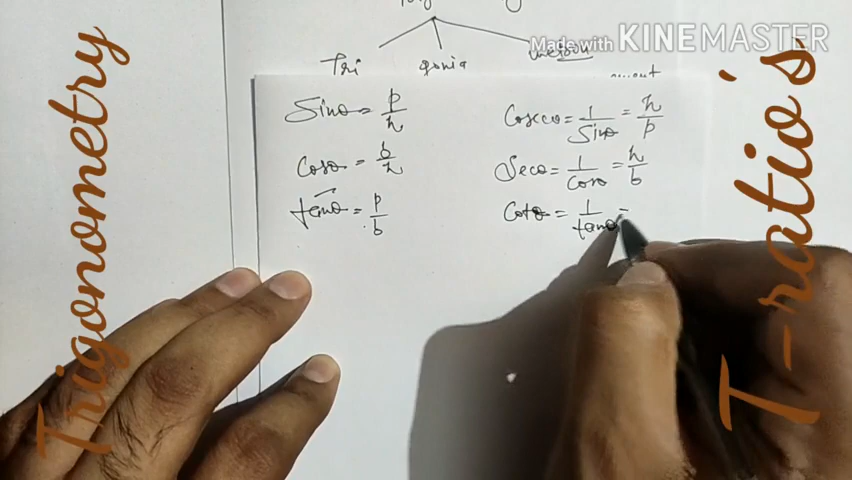 Made with KINEMASTER
Tri gonia
Sinθ = p/h
Cosecθ = 1/Sinθ = h/p
Cosθ = b/h
Secθ = 1/Cosθ = h/b
tanθ = p/b
Cotθ = 1/tanθ =
Trigonometry
T-ratio's